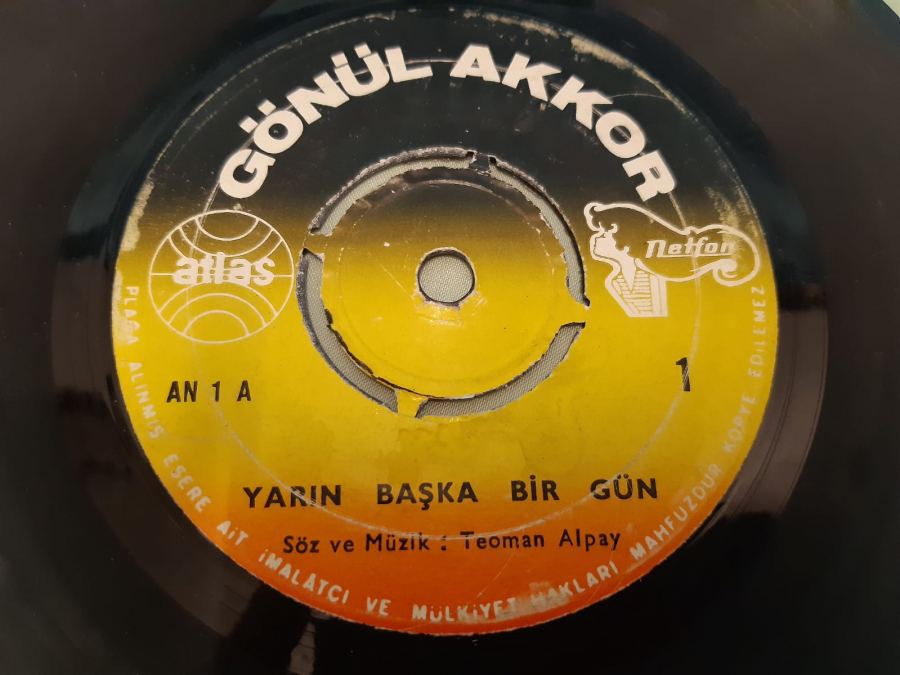 GÖNÜL AKKOR
atlas
Netfon
AN 1 A
1
YARIN BAŞKA BİR GÜN
Söz ve Müzik : Teoman Alpay
PLAĞA ALINMIŞ ESERE AİT İMALATÇI VE MÜLKİYET HAKLARI MAHFUZDUR KOPYE EDİLEMEZ